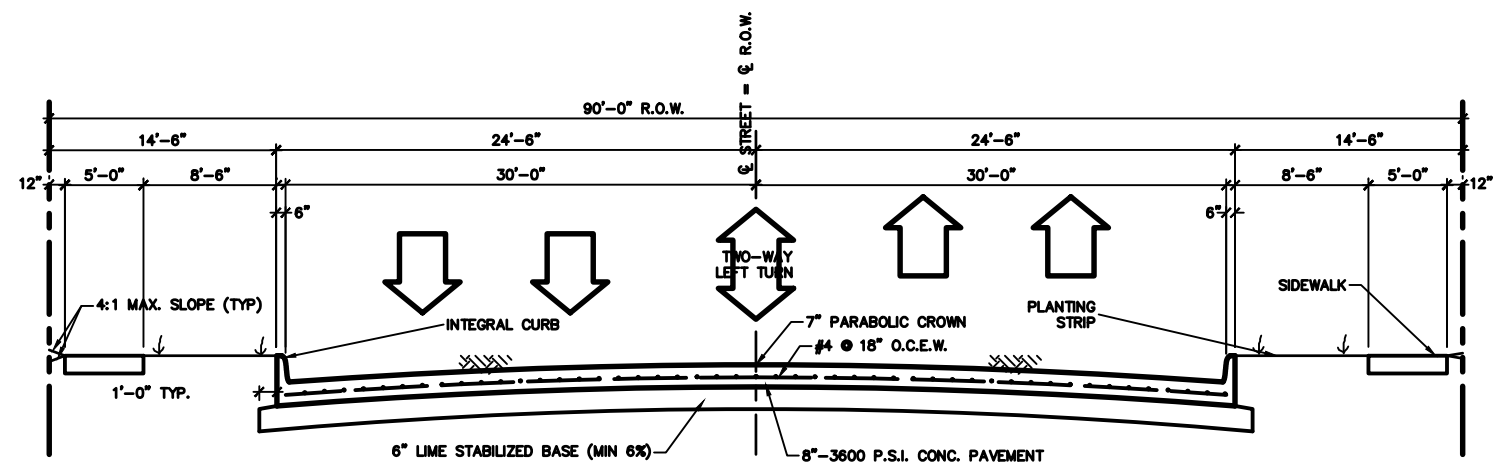 ℄ STREET = ℄ R.O.W.
90'-0" R.O.W.
14'-6"
24'-6"
24'-6"
14'-6"
12"
5'-0"
8'-6"
30'-0"
30'-0"
8'-6"
5'-0"
12"
6"
6"
TWO-WAY
LEFT TURN
4:1 MAX. SLOPE (TYP)
INTEGRAL CURB
7" PARABOLIC CROWN
#4 @ 18" O.C.E.W.
PLANTING
STRIP
SIDEWALK
1'-0" TYP.
6" LIME STABILIZED BASE (MIN 6%)
8"-3600 P.S.I. CONC. PAVEMENT